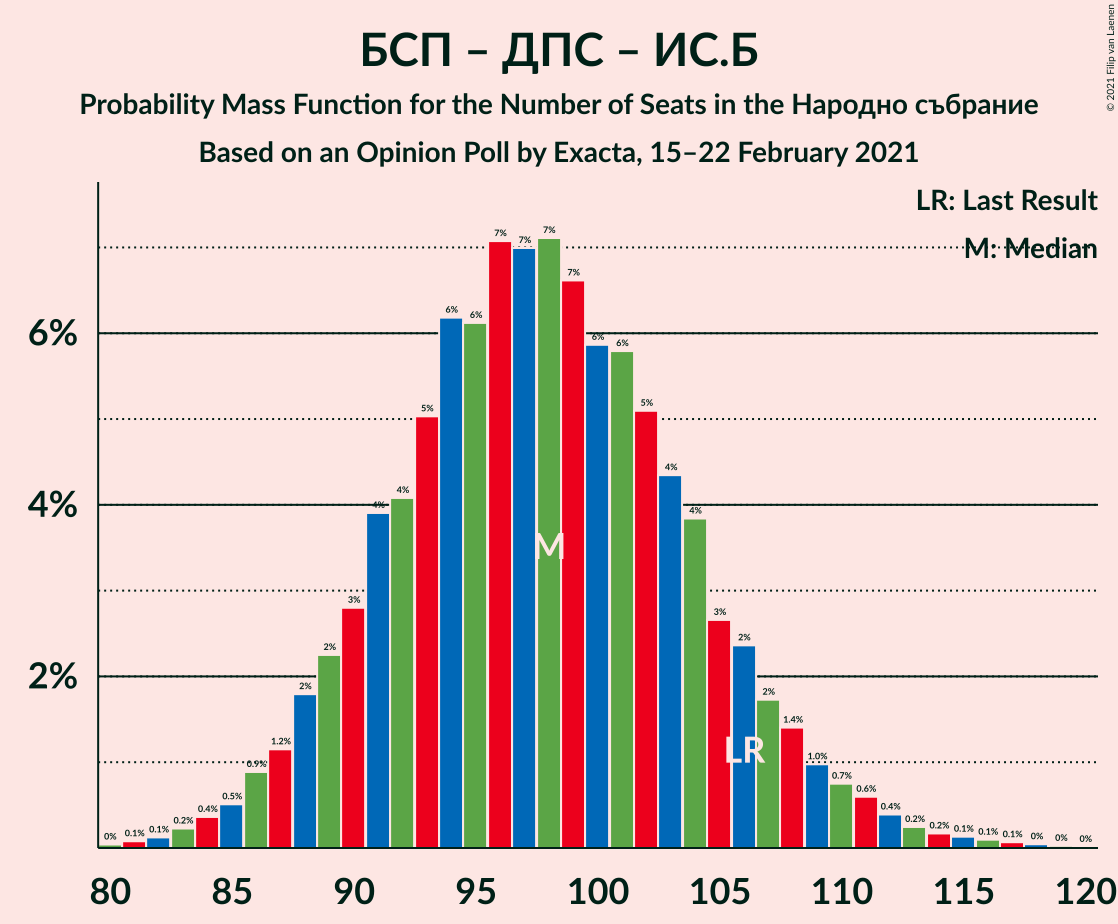 БСП – ДПС – ИС.Б
Probability Mass Function for the Number of Seats in the Народно събрание
Based on an Opinion Poll by Exacta, 15–22 February 2021
© 2021 Filip van Laenen
LR: Last Result
M: Median
6%
4%
2%
0% 0.1% 0.1% 0.2% 0.4% 0.5% 0.9% 1.2% 2% 2% 3% 4% 4% 5% 6% 6% 7% 7% 7% 7% 6% 6% 5% 4% 4% 3% 2% 2% 1.4% 1.0% 0.7% 0.6% 0.4% 0.2% 0.2% 0.1% 0.1% 0.1% 0% 0% 0%
M
LR
80 85 90 95 100 105 110 115 120